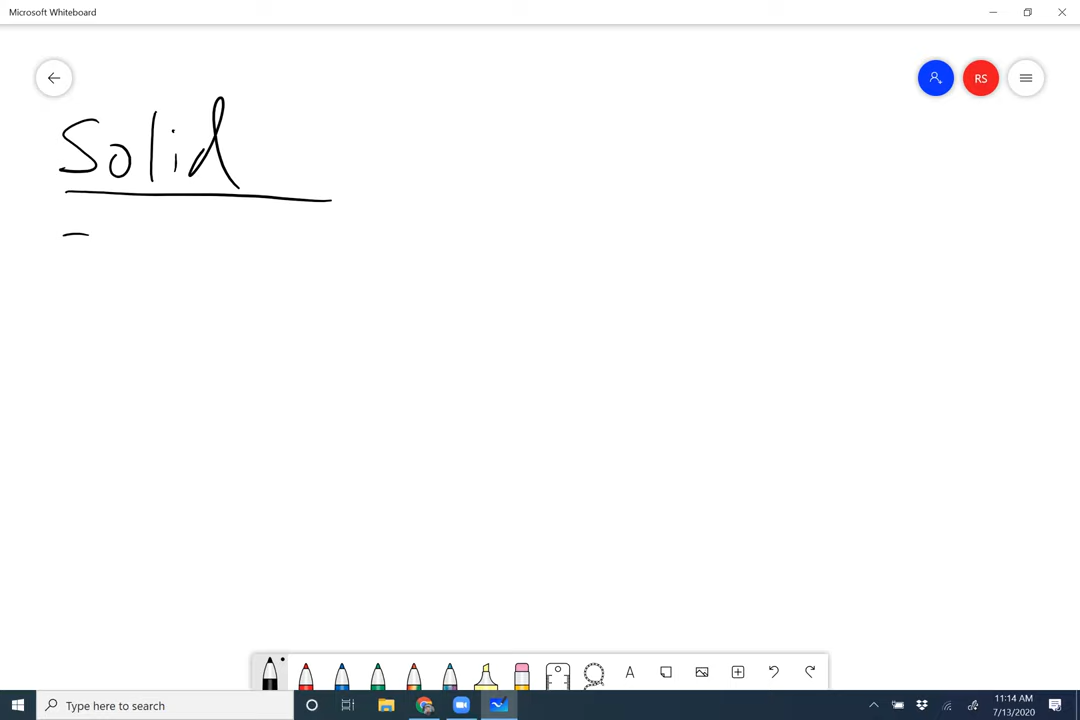 Microsoft Whiteboard
RS
Solid
-
A
Type here to search
11:14 AM
7/13/2020